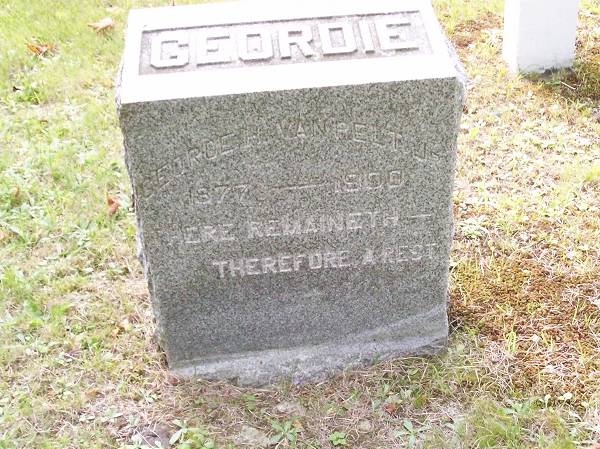 GEORDIE
GEORGE H. VAN PELT JR
1877 — 1900
HERE REMAINETH —
THEREFORE A REST